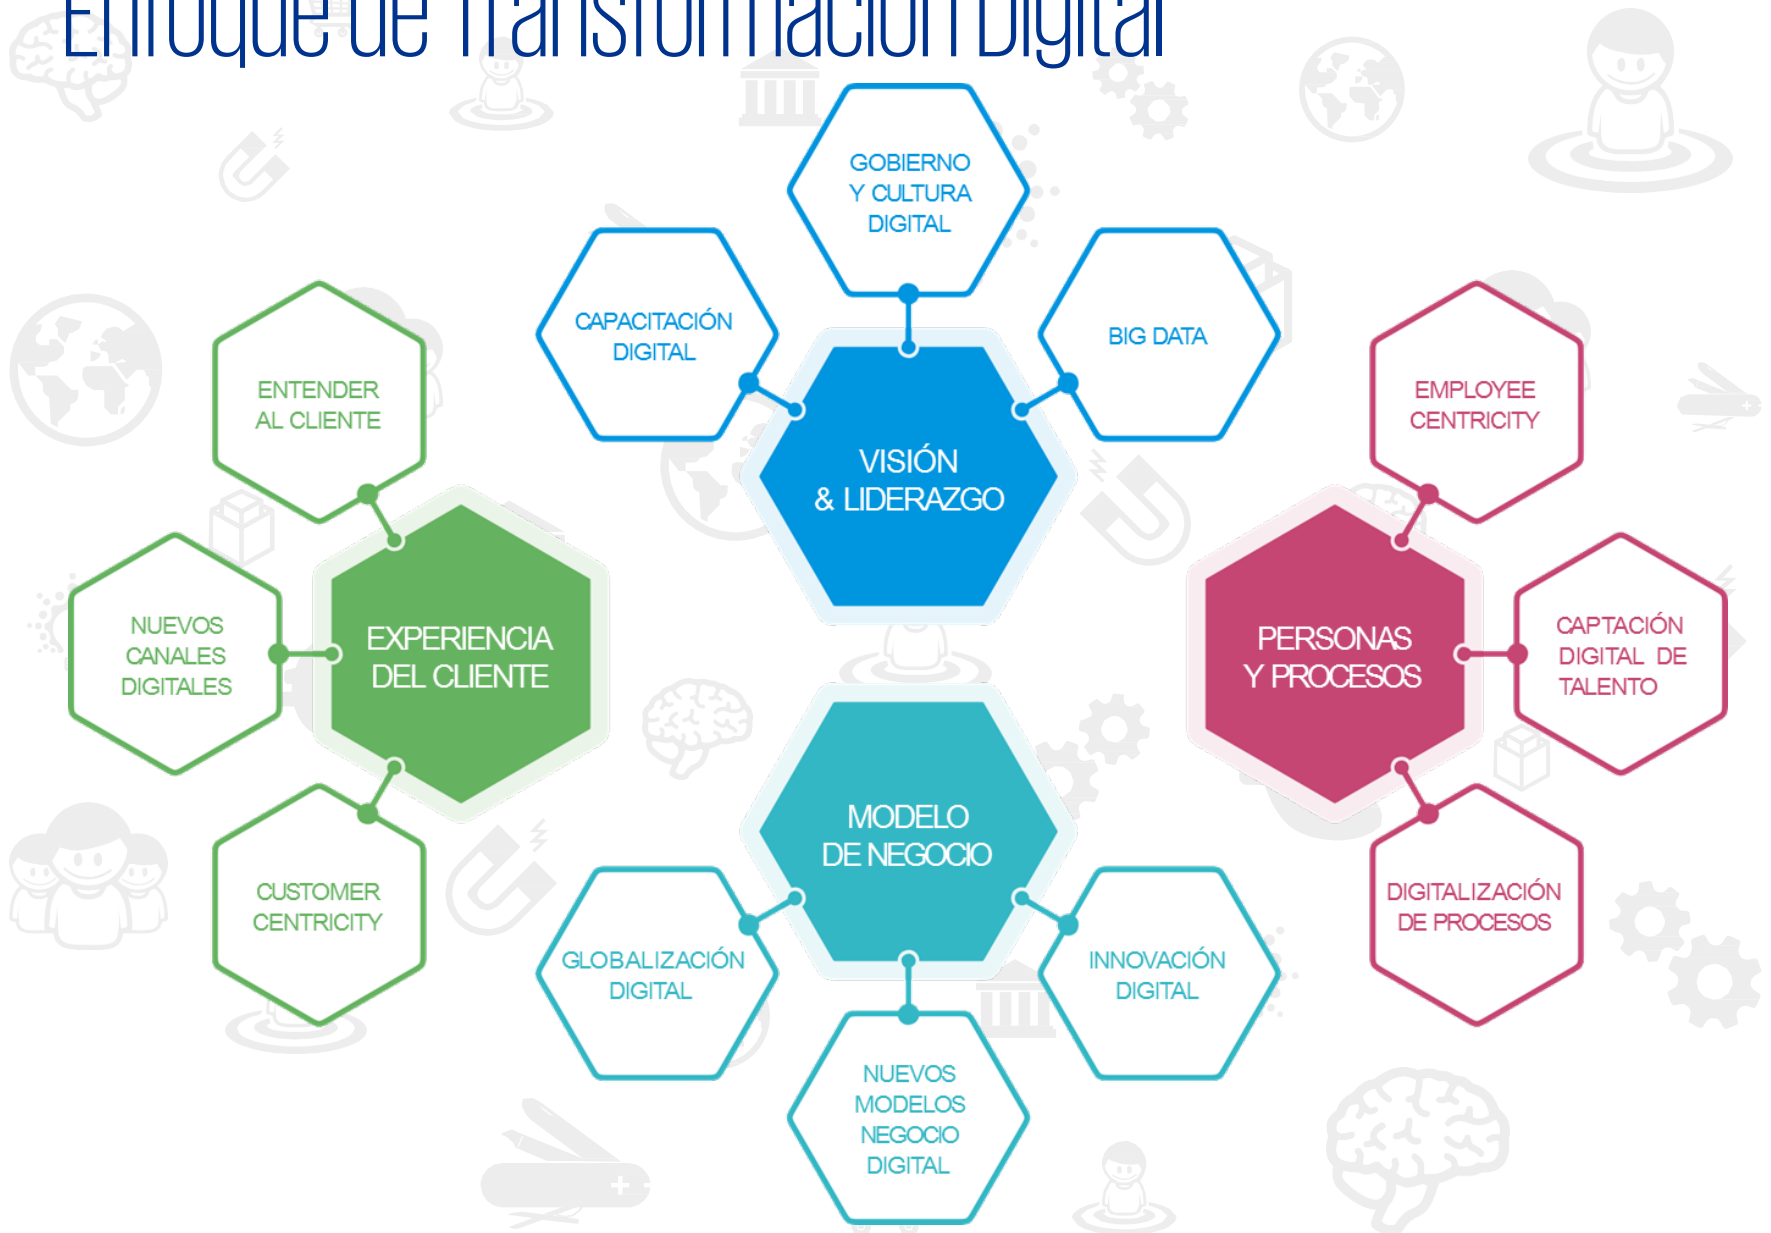 Enfoque de Transformación Digital
GOBIERNO
Y CULTURA
DIGITAL
CAPACITACIÓN
DIGITAL
BIG DATA
VISIÓN
& LIDERAZGO
ENTENDER
AL CLIENTE
NUEVOS
CANALES
DIGITALES
EXPERIENCIA
DEL CLIENTE
CUSTOMER
CENTRICITY
EMPLOYEE
CENTRICITY
PERSONAS
Y PROCESOS
CAPTACIÓN
DIGITAL DE
TALENTO
DIGITALIZACIÓN
DE PROCESOS
MODELO
DE NEGOCIO
GLOBALIZACIÓN
DIGITAL
INNOVACIÓN
DIGITAL
NUEVOS
MODELOS
NEGOCIO
DIGITAL